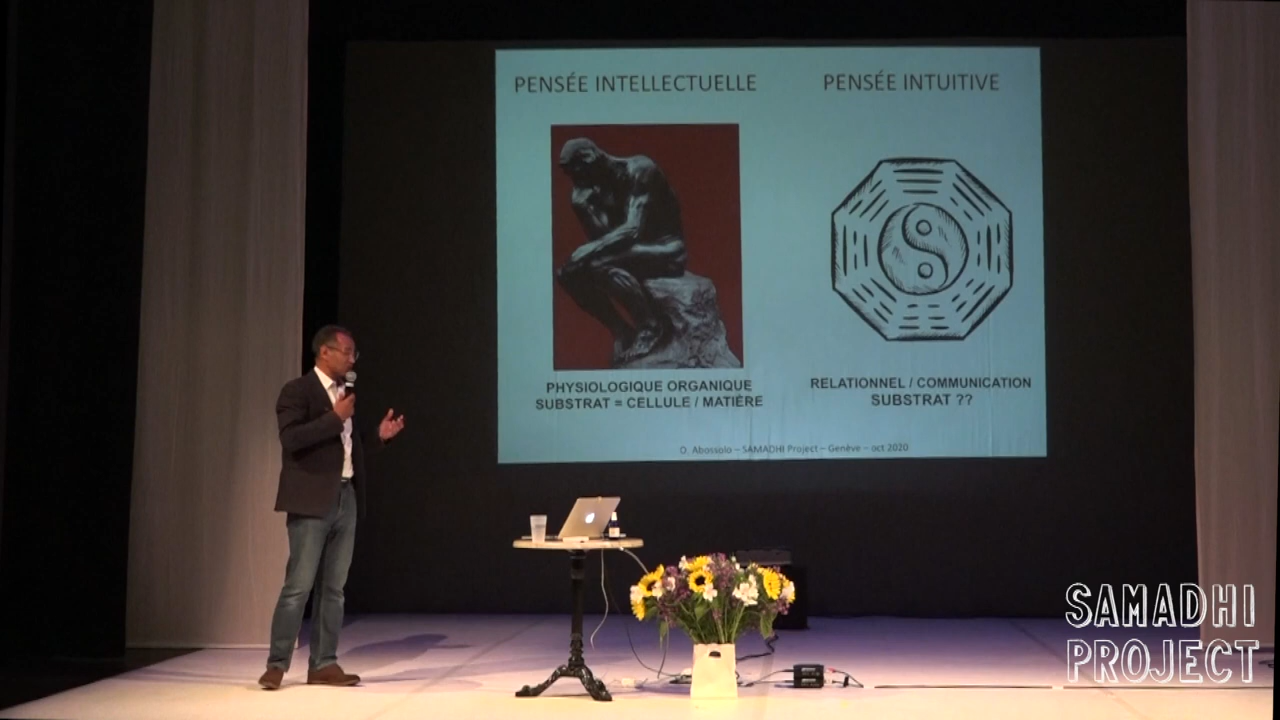 PENSÉE INTELLECTUELLE
PENSÉE INTUITIVE
PHYSIOLOGIQUE ORGANIQUE
SUBSTRAT = CELLULE / MATIÈRE
RELATIONNEL / COMMUNICATION
SUBSTRAT ??
O. Abossolo – SAMADHI Project – Genève – oct 2020
SAMADHI
PROJECT